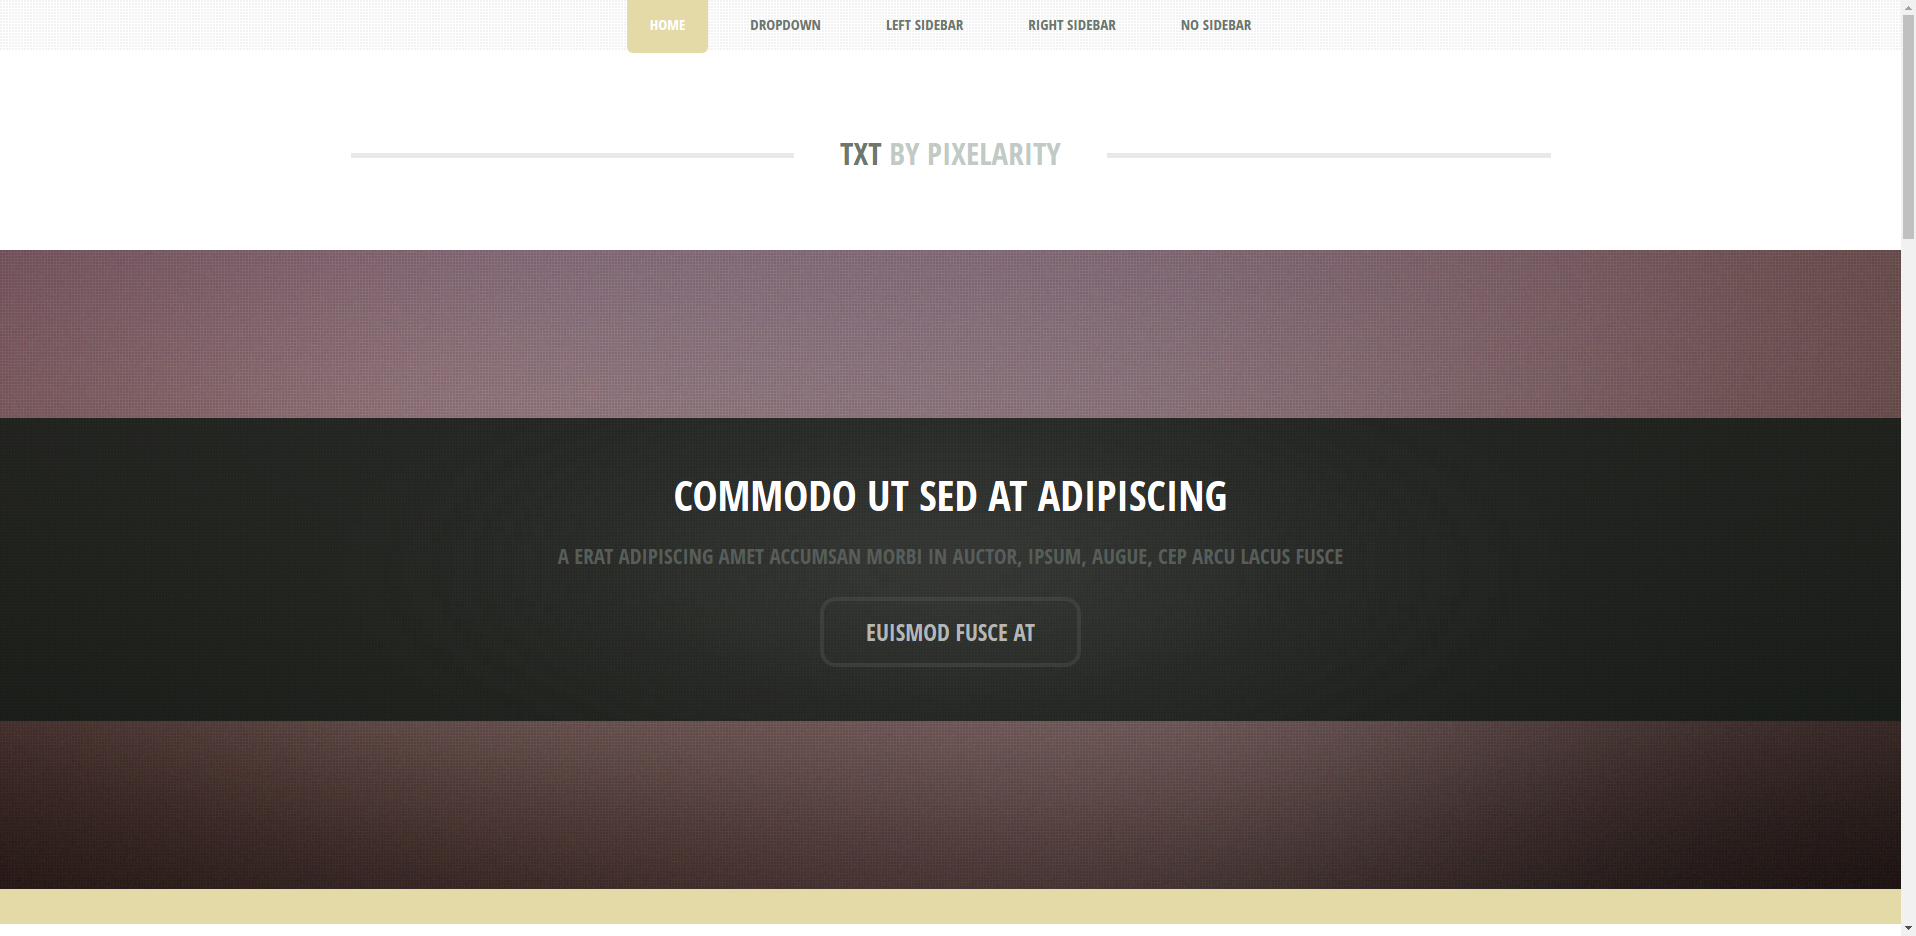 HOME DROPDOWN LEFT SIDEBAR RIGHT SIDEBAR NO SIDEBAR
TXT BY PIXELARITY
COMMODO UT SED AT ADIPISCING
A ERAT ADIPISCING AMET ACCUMSAN MORBI IN AUCTOR, IPSUM, AUGUE, CEP ARCU LACUS FUSCE
EUISMOD FUSCE AT